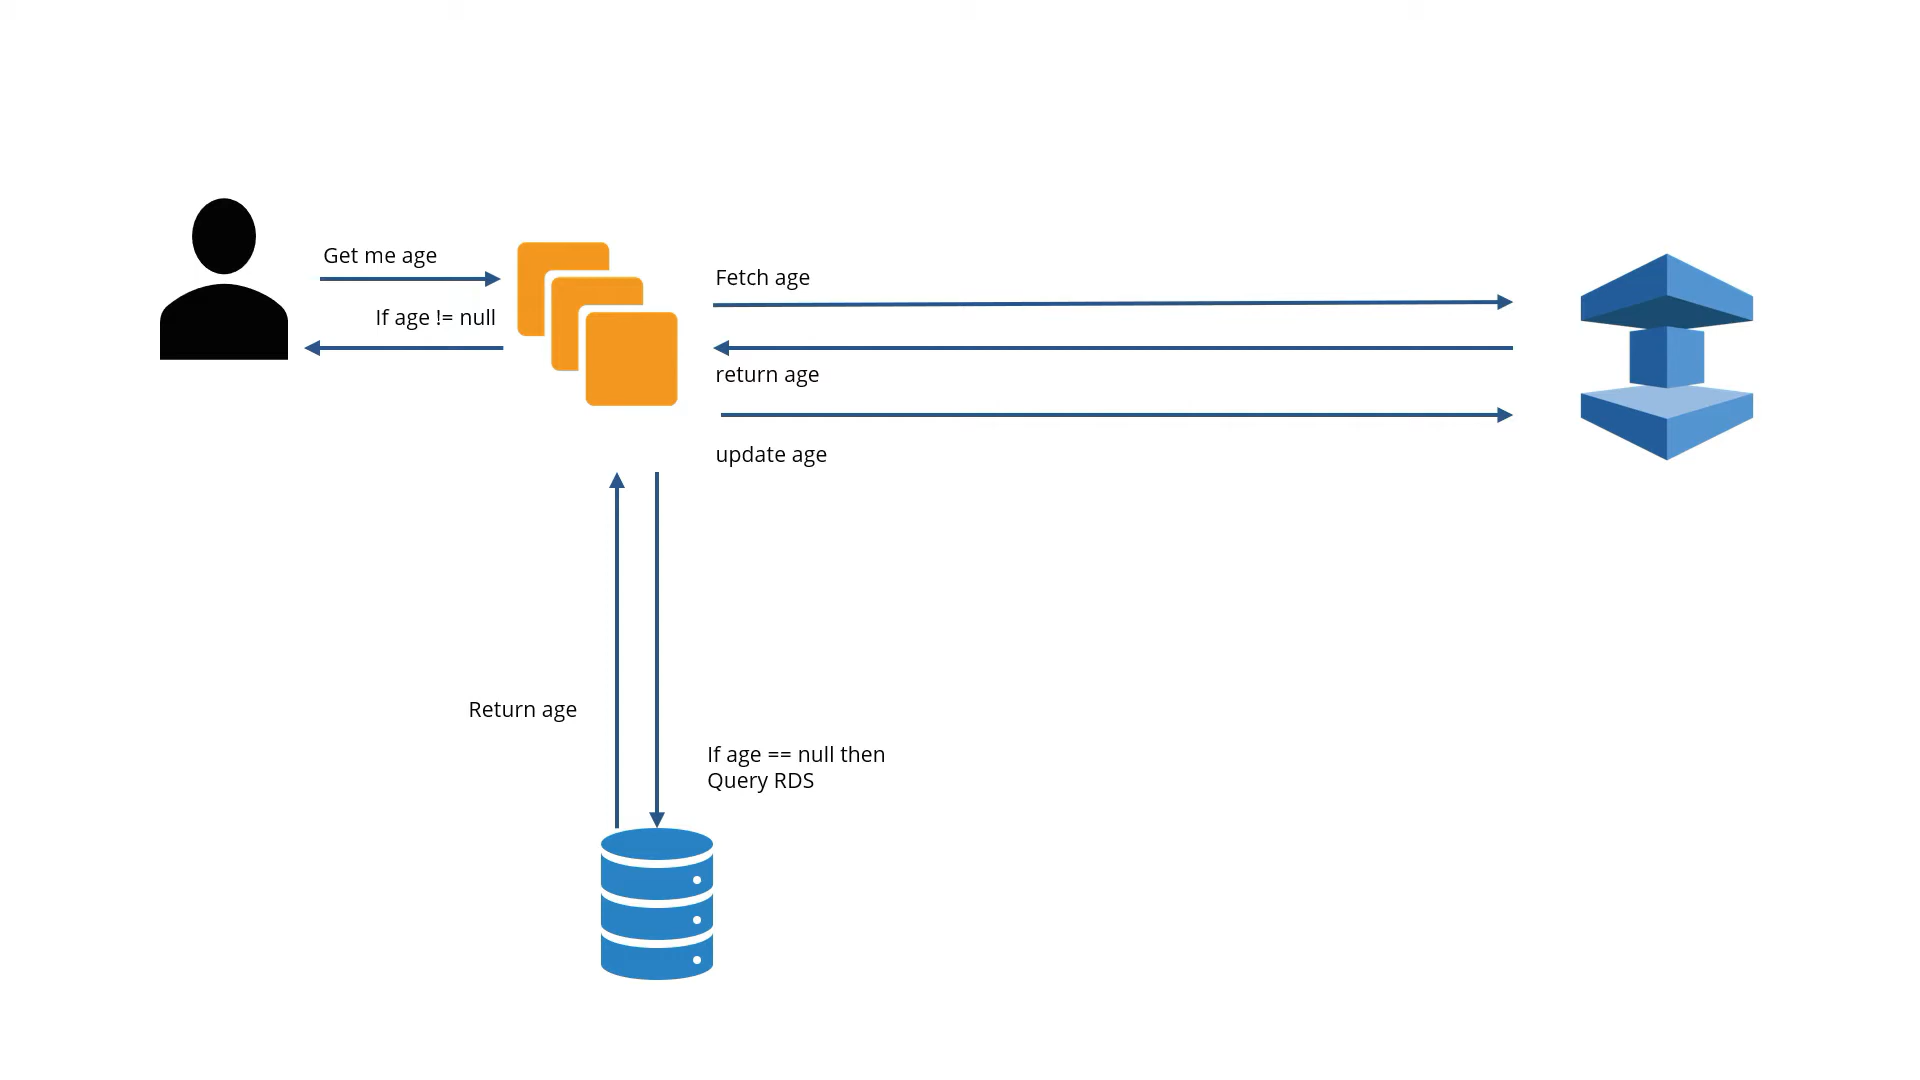 Get me age
If age != null
Fetch age
return age
update age
Return age
If age == null then
Query RDS